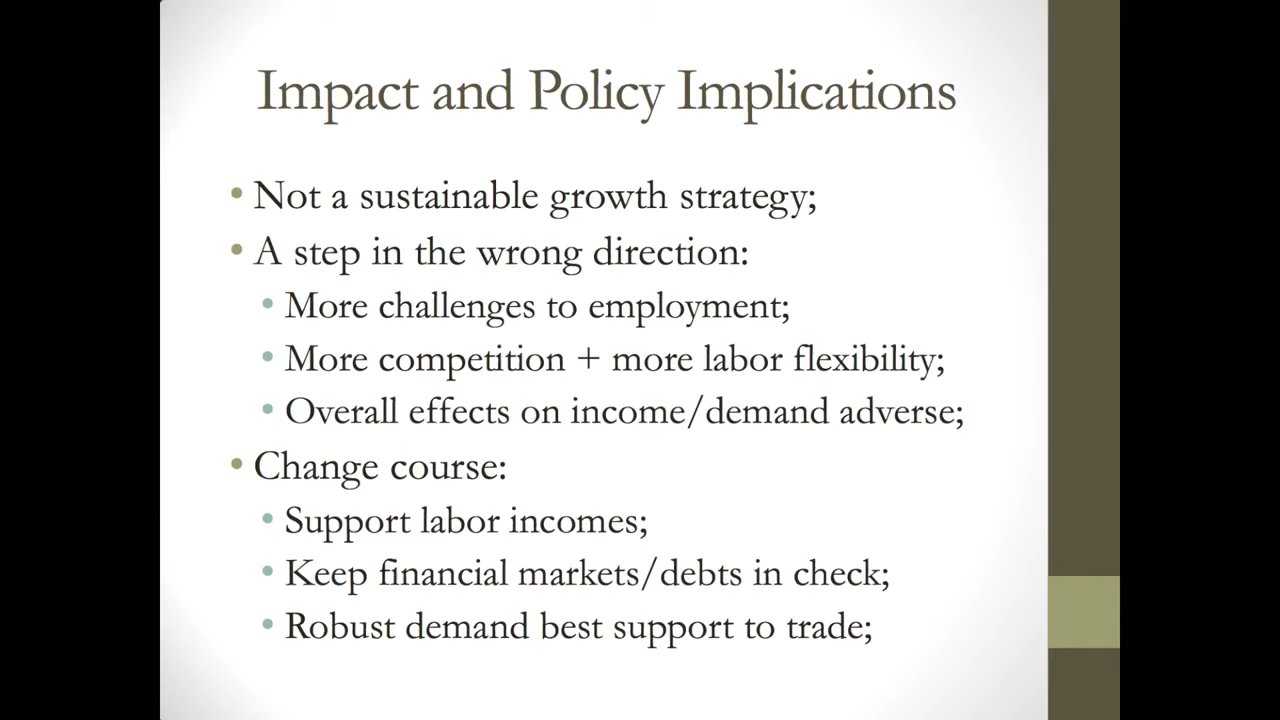 Impact and Policy Implications
• Not a sustainable growth strategy;
• A step in the wrong direction:
• More challenges to employment;
• More competition + more labor flexibility;
• Overall effects on income/demand adverse;
• Change course:
• Support labor incomes;
• Keep financial markets/debts in check;
• Robust demand best support to trade;